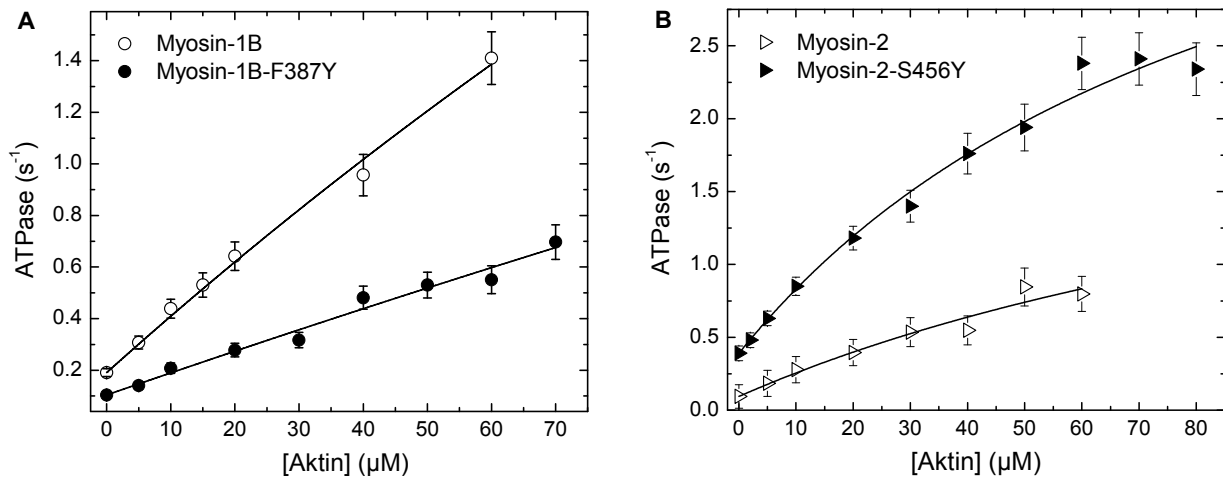 A
Myosin-1B
Myosin-1B-F387Y
1.4
1.2
1.0
0.8
0.6
0.4
0.2
ATPase (s⁻¹)
0 10 20 30 40 50 60 70
[Aktin] (µM)
B
Myosin-2
Myosin-2-S456Y
2.5
2.0
1.5
1.0
0.5
0.0
ATPase (s⁻¹)
0 10 20 30 40 50 60 70 80
[Aktin] (µM)